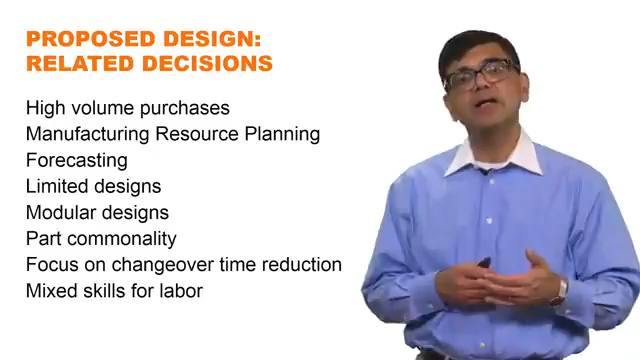 PROPOSED DESIGN:
RELATED DECISIONS
High volume purchases
Manufacturing Resource Planning
Forecasting
Limited designs
Modular designs
Part commonality
Focus on changeover time reduction
Mixed skills for labor